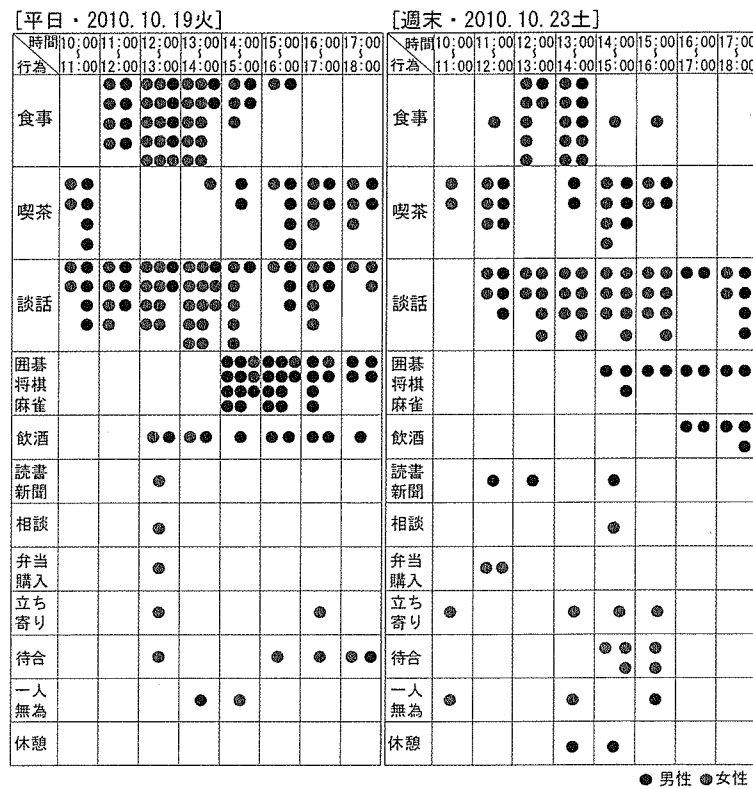 [平日・2010.10.19火]
[週末・2010.10.23土]
時間 10:00 11:00 12:00 13:00 14:00 15:00 16:00 17:00
〜 〜 〜 〜 〜 〜 〜 〜
行為 11:00 12:00 13:00 14:00 15:00 16:00 17:00 18:00
時間 10:00 11:00 12:00 13:00 14:00 15:00 16:00 17:00
〜 〜 〜 〜 〜 〜 〜 〜
行為 11:00 12:00 13:00 14:00 15:00 16:00 17:00 18:00
食事
喫茶
談話
囲碁
将棋
麻雀
飲酒
読書
新聞
相談
弁当
購入
立ち
寄り
待合
一人
無為
休憩
食事
喫茶
談話
囲碁
将棋
麻雀
飲酒
読書
新聞
相談
弁当
購入
立ち
寄り
待合
一人
無為
休憩
● 男性 ● 女性